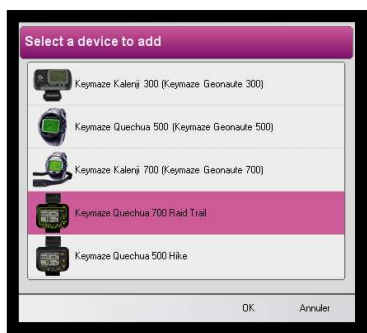 Select a device to add
Keymaze Kalenji 300 (Keymaze Geonaute 300)
Keymaze Quechua 500 (Keymaze Geonaute 500)
Keymaze Kalenji 700 (Keymaze Geonaute 700)
Keymaze Quechua 700 Raid Trail
Keymaze Quechua 500 Hike
OK Annuler